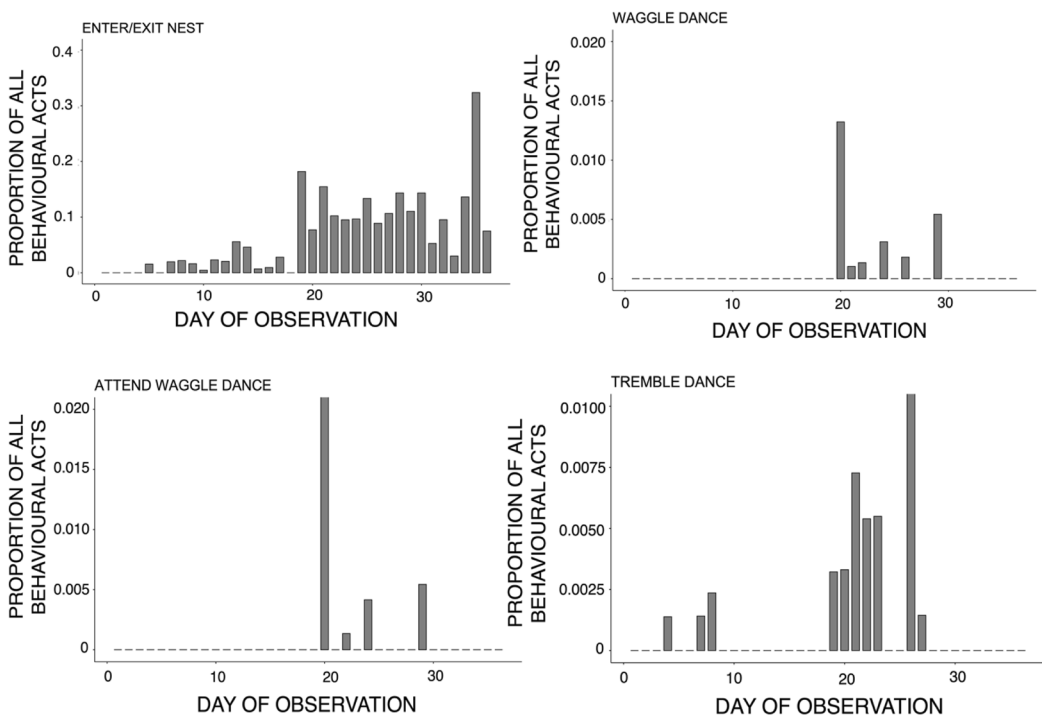 ENTER/EXIT NEST
PROPORTION OF ALL
BEHAVIOURAL ACTS
0.4
0.3
0.2
0.1
0
0
10
20
30
DAY OF OBSERVATION
WAGGLE DANCE
PROPORTION OF ALL
BEHAVIOURAL ACTS
0.020
0.015
0.010
0.005
0
0
10
20
30
DAY OF OBSERVATION
ATTEND WAGGLE DANCE
PROPORTION OF ALL
BEHAVIOURAL ACTS
0.020
0.015
0.010
0.005
0
0
10
20
30
DAY OF OBSERVATION
TREMBLE DANCE
PROPORTION OF ALL
BEHAVIOURAL ACTS
0.0100
0.0075
0.0050
0.0025
0
0
10
20
30
DAY OF OBSERVATION